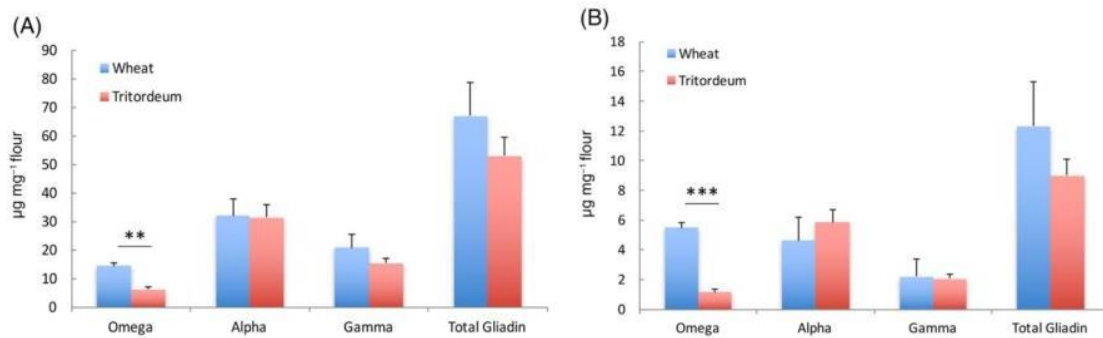 (A)
90
80
70
60
50
40
30
20
10
0
µg mg⁻¹ flour
Wheat
Tritordeum
**
Omega Alpha Gamma Total Gliadin
(B)
18
16
14
12
10
8
6
4
2
0
µg mg⁻¹ flour
Wheat
Tritordeum
***
Omega Alpha Gamma Total Gliadin